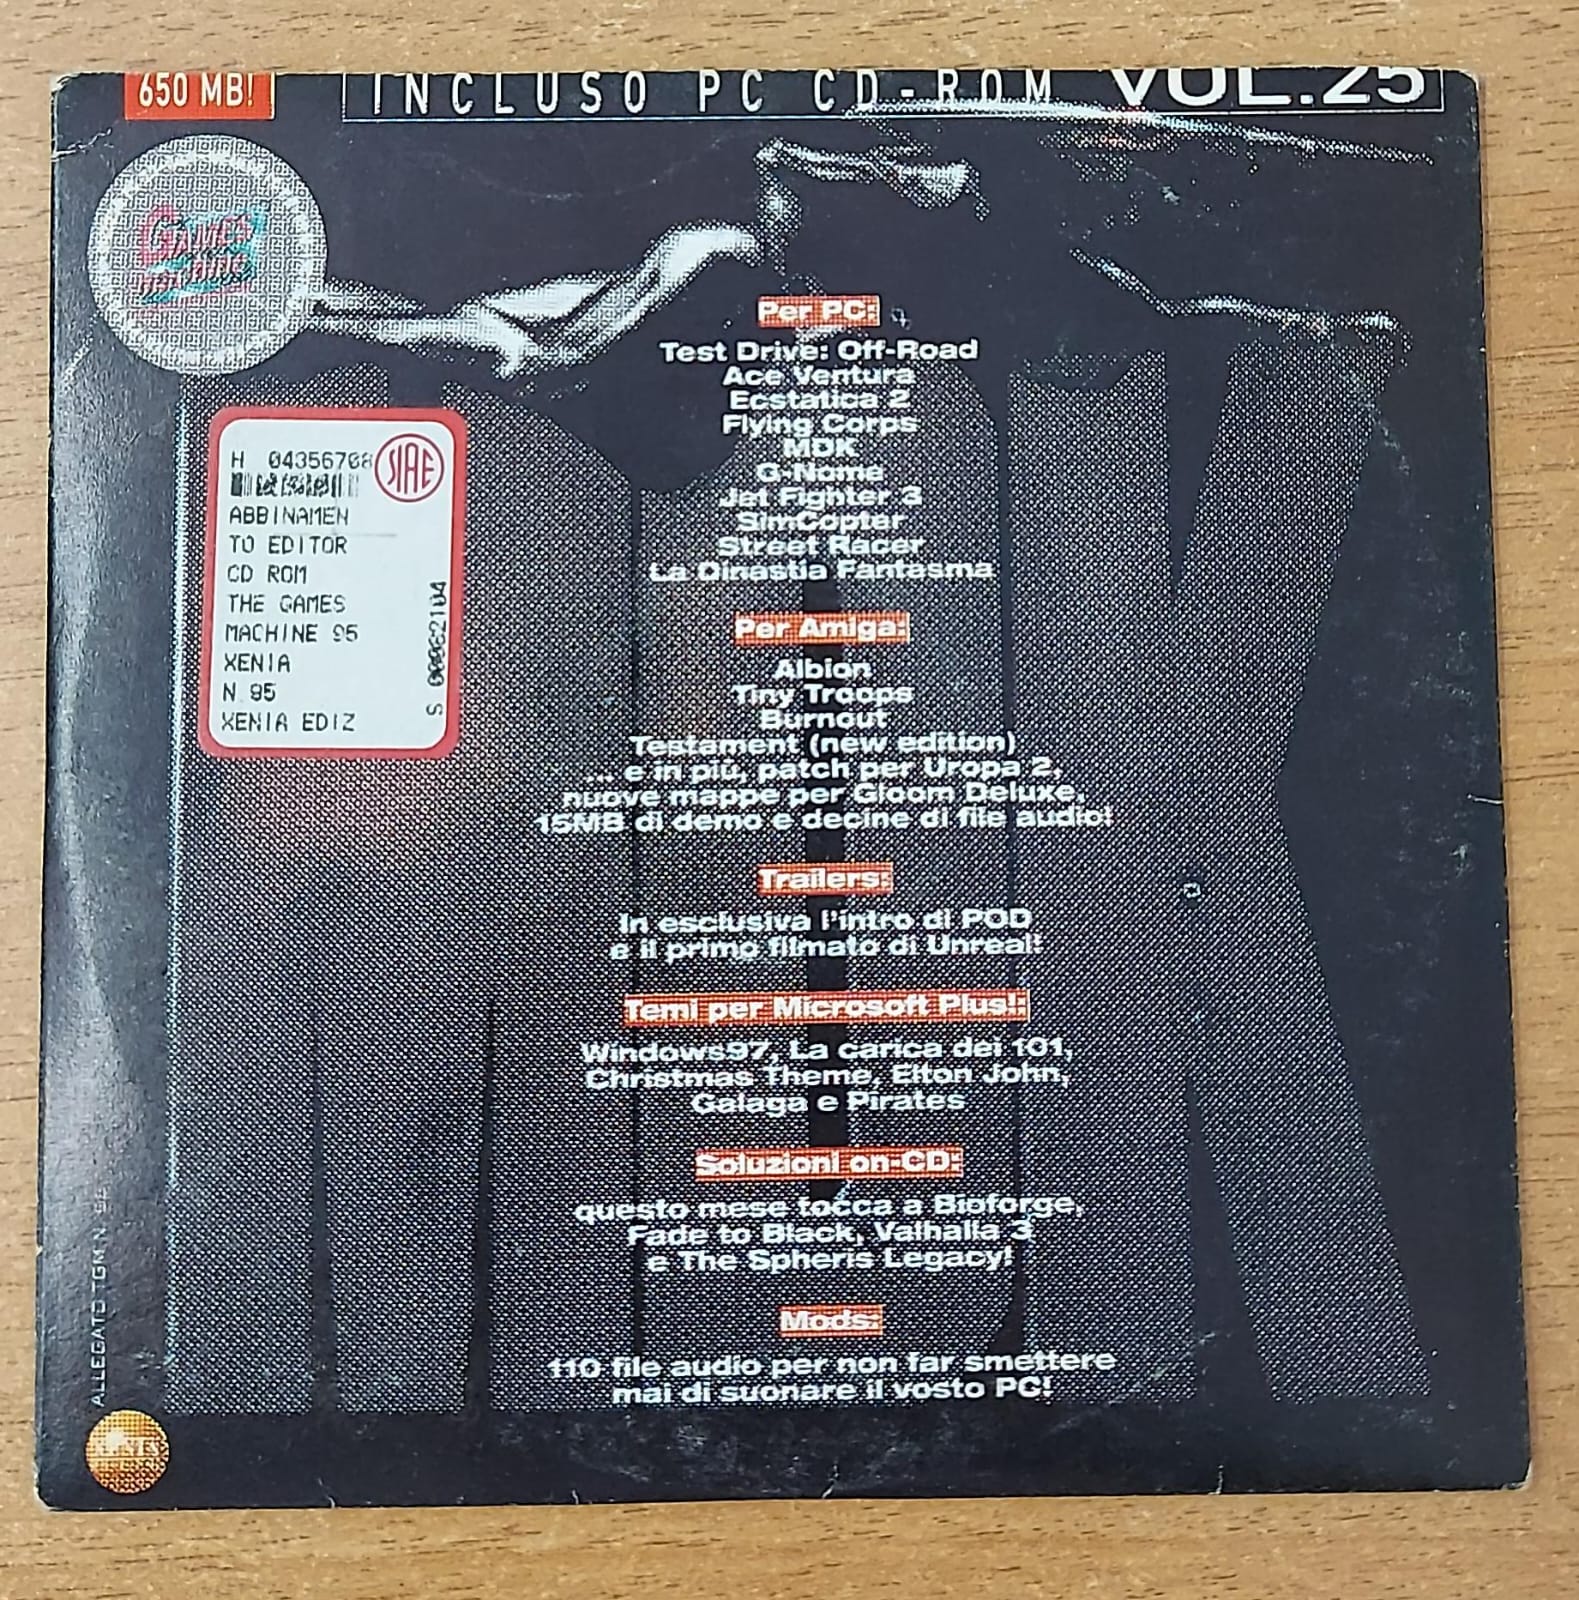 650 MB!
INCLUSO PC CD-ROM VOL.25
GAMES
MACHINE
H 04356708
SIAE
ABBINAMEN
TO EDITOR
CD ROM
THE GAMES
MACHINE 95
XENIA
N.95
XENIA EDIZ
S 00002104
Per PC:
Test Drive: Off-Road
Ace Ventura
Ecstatica 2
Flying Corps
MDK
G-Nome
Jet Fighter 3
SimCopter
Street Racer
La Dinastia Fantasma
Per Amiga:
Albion
Tiny Troops
Burnout
Testament (new edition)
... e in più, patch per Uropa 2,
nuove mappe per Gloom Deluxe,
15MB di demo e decine di file audio!
Trailers:
In esclusiva l'intro di POD
e il primo filmato di Unreal!
Temi per Microsoft Plus!:
Windows97, La carica dei 101,
Christmas Theme, Elton John,
Galaga e Pirates
Soluzioni on-CD:
questo mese tocca a Bioforge,
Fade to Black, Valhalla 3
e The Spheris Legacy!
Mods:
110 file audio per non far smettere
mai di suonare il vosto PC!
ALLEGATO TGM N.